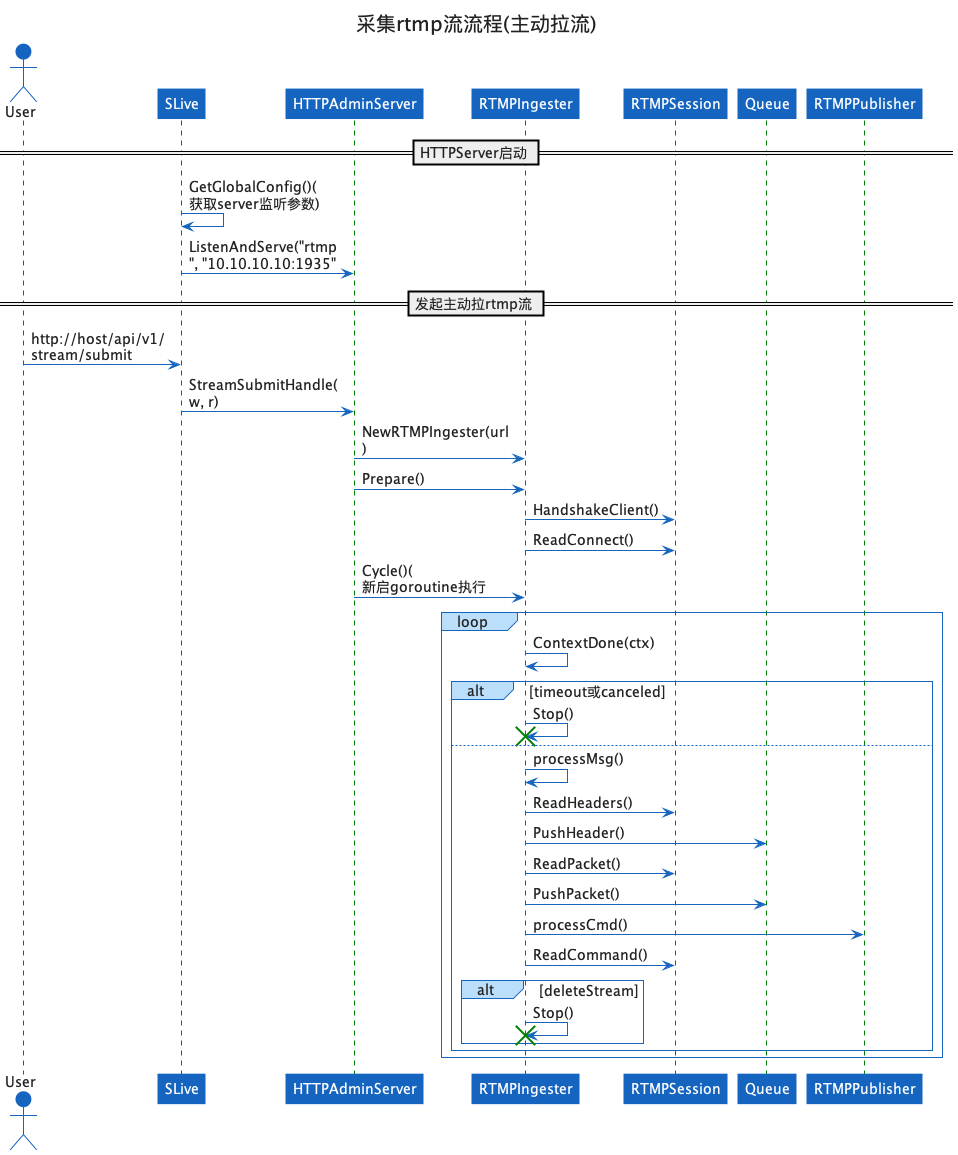 采集rtmp流流程(主动拉流)
User
SLive
HTTPAdminServer
RTMPIngester
RTMPSession
Queue
RTMPPublisher
HTTPServer启动
GetGlobalConfig()(
获取server监听参数)
ListenAndServe("rtmp
", "10.10.10.10:1935"
发起主动拉rtmp流
http://host/api/v1/
stream/submit
StreamSubmitHandle(
w, r)
NewRTMPIngester(url
)
Prepare()
HandshakeClient()
ReadConnect()
Cycle()(
新启goroutine执行
loop
ContextDone(ctx)
alt
[timeout或canceled]
Stop()
processMsg()
ReadHeaders()
PushHeader()
ReadPacket()
PushPacket()
processCmd()
ReadCommand()
alt
[deleteStream]
Stop()
User
SLive
HTTPAdminServer
RTMPIngester
RTMPSession
Queue
RTMPPublisher